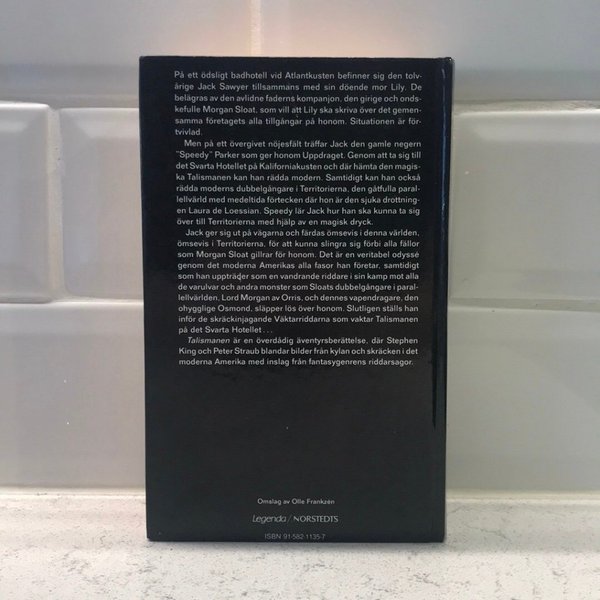 På ett ödsligt badhotell vid Atlantkusten befinner sig den tolv-
årige Jack Sawyer tillsammans med sin döende mor Lily. De
belägras av den avlidne faderns kompanjon, den girige och onds-
kefulle Morgan Sloat, som vill att Lily ska skriva över det gemen-
samma företagets alla tillgångar på honom. Situationen är för-
tvivlad.
Men på ett övergivet nöjesfält träffar Jack den gamle negern
"Speedy" Parker som ger honom Uppdraget. Genom att ta sig till
det Svarta Hotellet på Kaliforniakusten och där hämta den magis-
ka Talismanen kan han rädda modern. Samtidigt kan han också
rädda moderns dubbelgångare i Territorierna, den gåtfulla paral-
lellvärld med medeltida förtecken där hon är den sjuka drottning-
en Laura de Loessian. Speedy lär Jack hur han ska kunna ta sig
över till Territorierna med hjälp av en magisk dryck.
Jack ger sig ut på vägarna och färdas ömsevis i denna världen,
ömsevis i Territorierna, för att kunna slingra sig förbi alla fällor
som Morgan Sloat gillrar för honom. Det är en veritabel odyssé
genom det moderna Amerikas alla fasor han företar, samtidigt
som han uppträder som en vandrande riddare i sin kamp mot alla
de varulvar och andra monster som Sloats dubbelgångare i paral-
lellvärlden, Lord Morgan av Orris, och dennes vapendragare, den
ohygglige Osmond, släpper lös över honom. Slutligen ställs han
inför de skräckinjagande Väktarriddarna som vaktar Talismanen
på det Svarta Hotellet ...
Talismanen är en överdådig äventyrsberättelse, där Stephen
King och Peter Straub blandar bilder från kylan och skräcken i det
moderna Amerika med inslag från fantasygenrens riddarsagor.
Omslag av Olle Frankzén
Legenda / NORSTEDTS
ISBN 91-582-1135-7